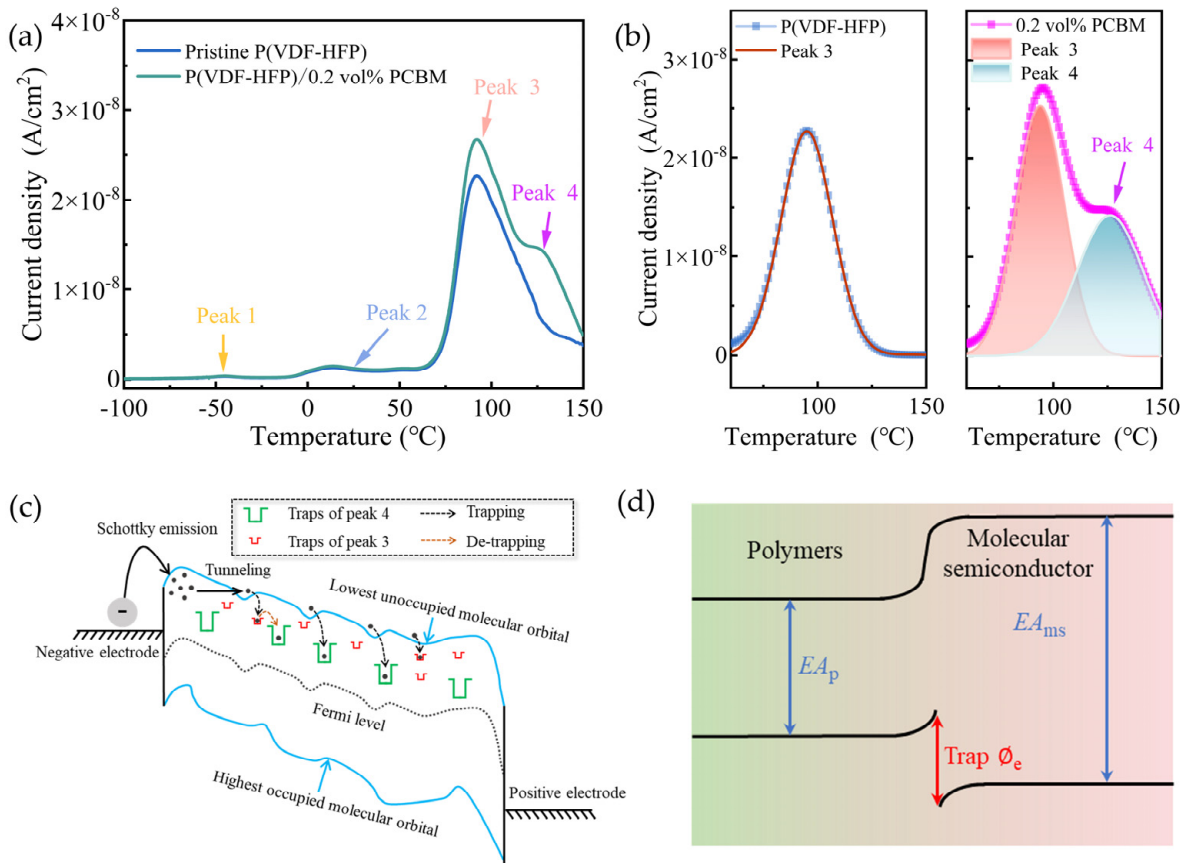 (a)
Pristine P(VDF-HFP)
P(VDF-HFP)/0.2 vol% PCBM
Peak 3
Peak 4
Peak 1
Peak 2
4×10⁻⁸
3×10⁻⁸
2×10⁻⁸
1×10⁻⁸
0
-100
-50
0
50
100
150
Current density (A/cm²)
Temperature (℃)
(b)
P(VDF-HFP)
Peak 3
3×10⁻⁸
2×10⁻⁸
1×10⁻⁸
0
100
150
Current density (A/cm²)
Temperature (℃)
0.2 vol% PCBM
Peak 3
Peak 4
Peak 4
100
150
Temperature (℃)
(c)
Traps of peak 4
Trapping
Traps of peak 3
De-trapping
Schottky emission
Tunneling
Lowest unoccupied molecular orbital
Negative electrode
Fermi level
Highest occupied molecular orbital
Positive electrode
(d)
Polymers
Molecular
semiconductor
EAₚ
EAms
Trap Øₑ